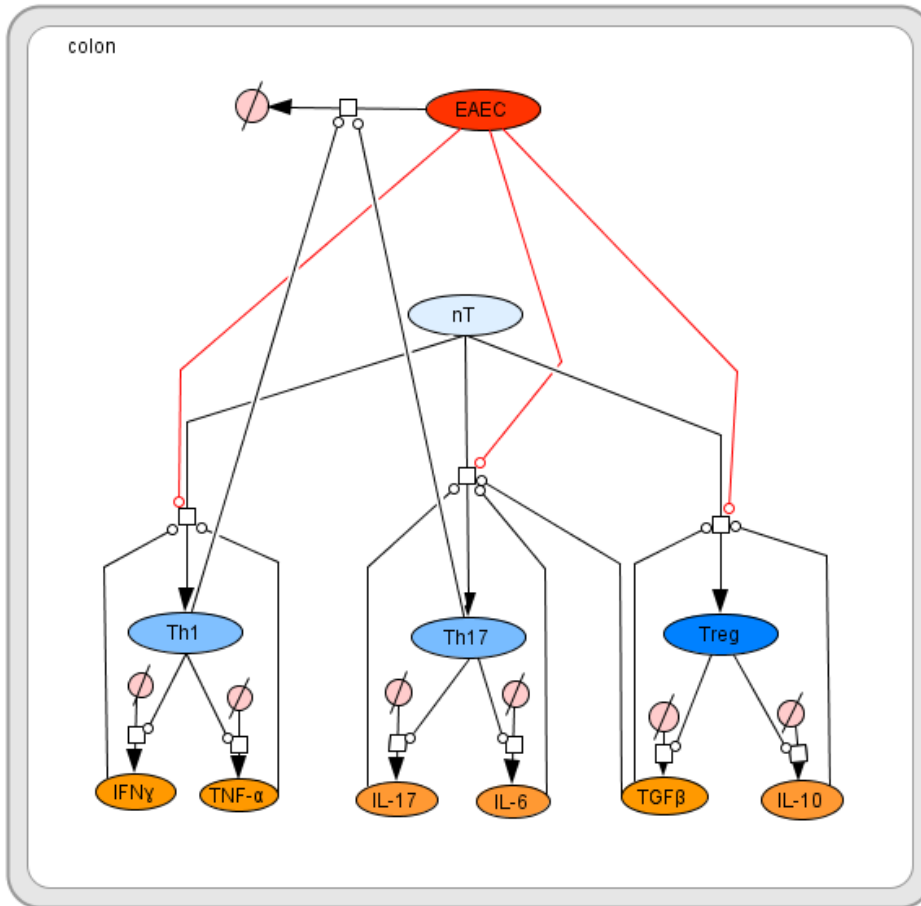 colon
EAEC
nT
Th1
Th17
Treg
IFNɣ
TNF-α
IL-17
IL-6
TGFβ
IL-10